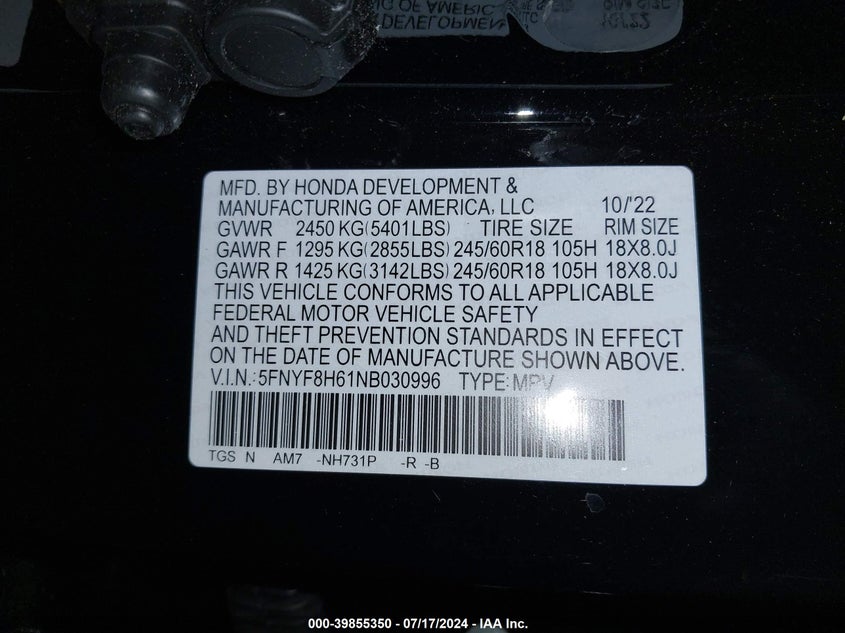 MFD. BY HONDA DEVELOPMENT &
MANUFACTURING OF AMERICA, LLC 10/'22
GVWR 2450 KG(5401LBS) TIRE SIZE RIM SIZE
GAWR F 1295 KG(2855LBS) 245/60R18 105H 18X8.0J
GAWR R 1425 KG(3142LBS) 245/60R18 105H 18X8.0J
THIS VEHICLE CONFORMS TO ALL APPLICABLE
FEDERAL MOTOR VEHICLE SAFETY
AND THEFT PREVENTION STANDARDS IN EFFECT
ON THE DATE OF MANUFACTURE SHOWN ABOVE.
V.I.N.:5FNYF8H61NB030996 TYPE:MPV
TGS N AM7 -NH731P -R -B
000-39855350 - 07/17/2024 - IAA Inc.